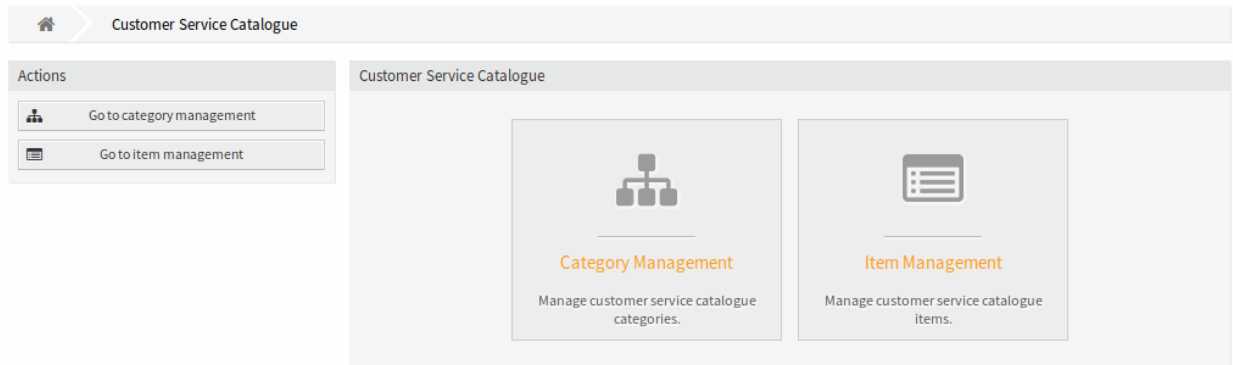 Customer Service Catalogue
Actions
Go to category management
Go to item management
Customer Service Catalogue
Category Management
Manage customer service catalogue
categories.
Item Management
Manage customer service catalogue
items.